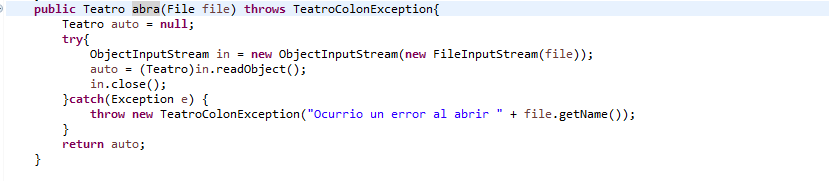 public Teatro abra(File file) throws TeatroColonException{
Teatro auto = null;
try{
ObjectInputStream in = new ObjectInputStream(new FileInputStream(file));
auto = (Teatro)in.readObject();
in.close();
}catch(Exception e) {
throw new TeatroColonException("Ocurrio un error al abrir " + file.getName());
}
return auto;
}